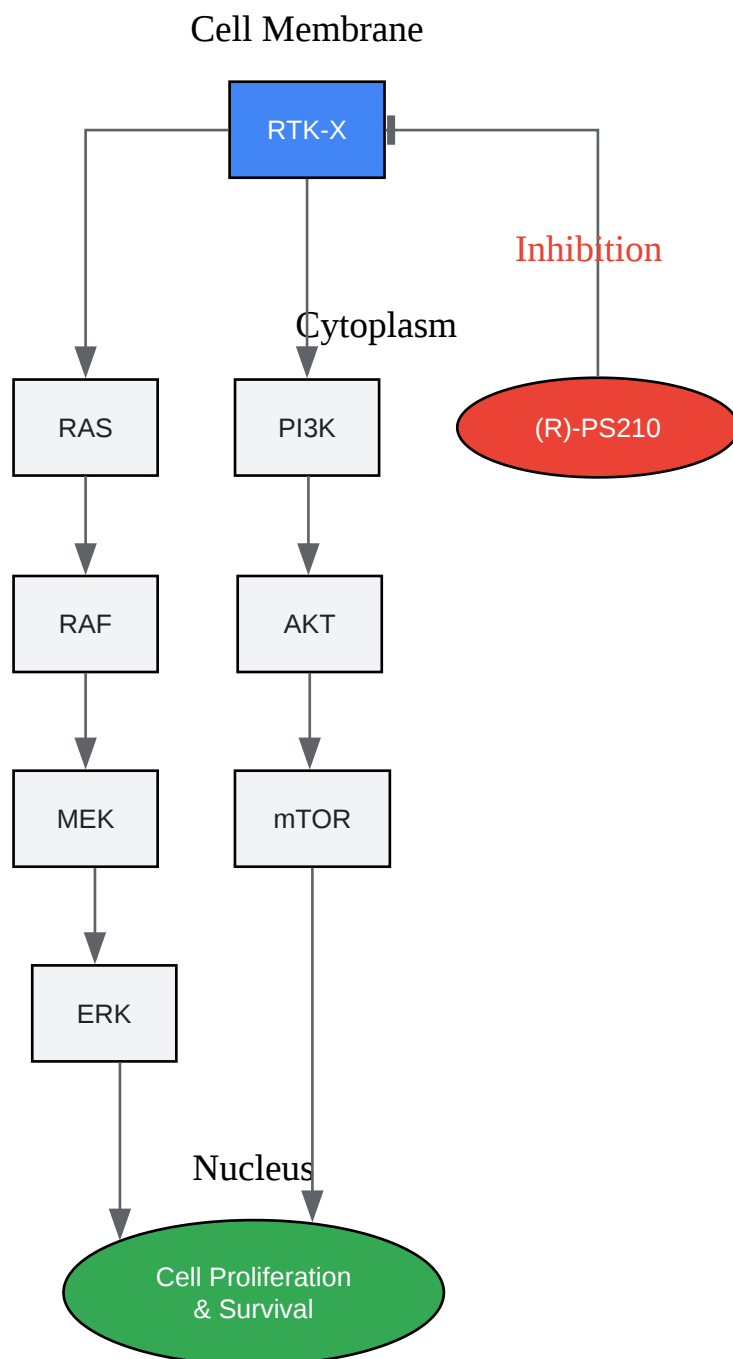 Cell Membrane
RTK-X
Inhibition
Cytoplasm
RAS
PI3K
(R)-PS210
RAF
AKT
MEK
mTOR
ERK
Nucleus
Cell Proliferation
& Survival